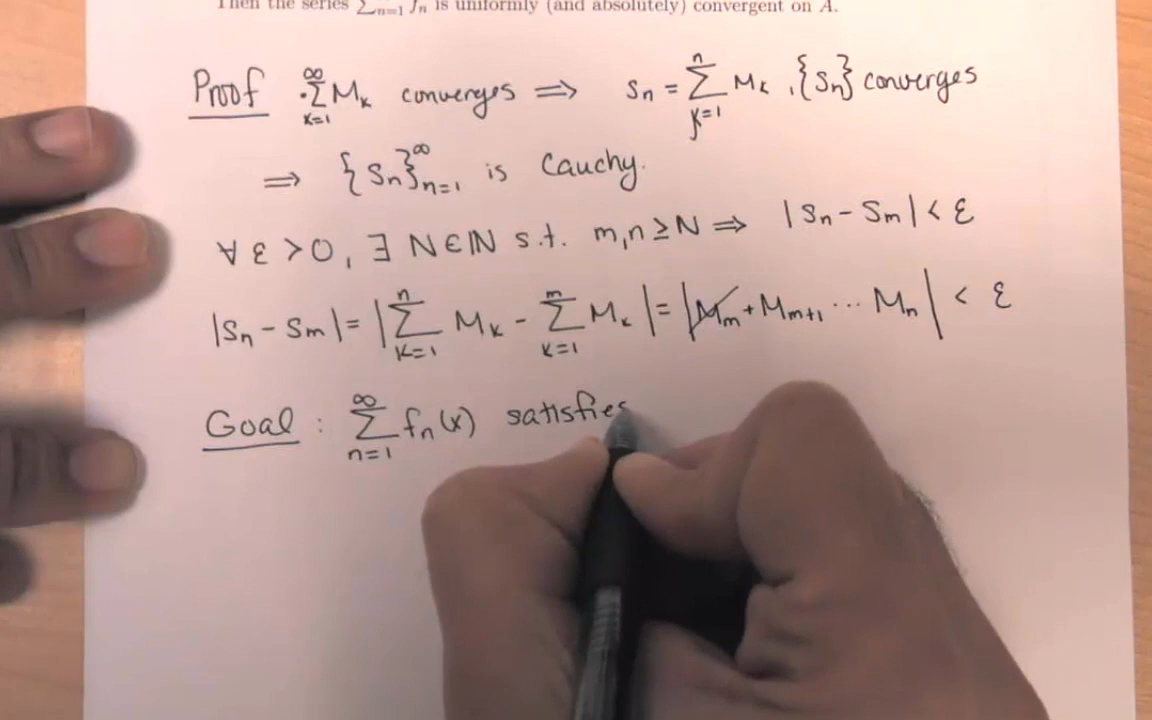 Then the series ∑_{n=1} f_n is uniformly (and absolutely) convergent on A.
Proof ∑_{k=1}^{∞} M_k converges ⟹ s_n = ∑_{k=1}^{n} M_k , {s_n} converges
⟹ {s_n}_{n=1}^{∞} is Cauchy.
∀ ε > 0, ∃ N ∈ ℕ s.t. m,n ≥ N ⟹ |s_n - s_m| < ε
|s_n - s_m| = |∑_{k=1}^{n} M_k - ∑_{k=1}^{m} M_k| = |M_m + M_{m+1} ... M_n| < ε
Goal : ∑_{n=1}^{∞} f_n(x) satisfies